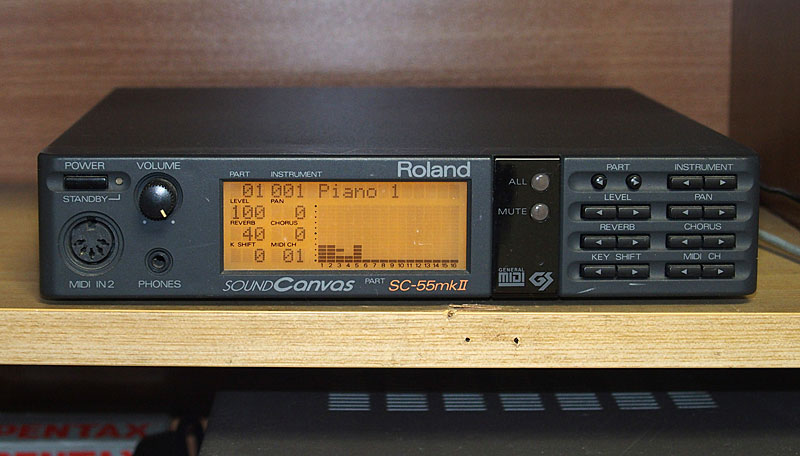 POWER
VOLUME
STANDBY
MIDI IN 2
PHONES
PART INSTRUMENT
Roland
01 001 Piano 1
LEVEL PAN
100 0
REVERB CHORUS
40 0
K SHIFT MIDI CH
0 01
1 2 3 4 5 6 7 8 9 10 11 12 13 14 15 16
SOUND Canvas
PART
SC-55mkII
ALL
MUTE
GENERAL
MIDI
GS
PART INSTRUMENT
LEVEL PAN
REVERB CHORUS
KEY SHIFT MIDI CH
PENTAX
PENTAX